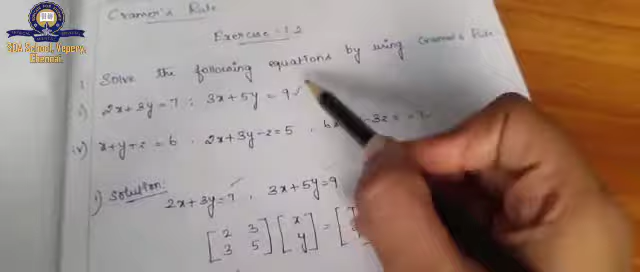 SDA School, Vepery,
Chennai
Cramer's Rule
Exercise - 1.2
1. Solve the following equations by using Cramer's Rule
i) 2x+3y=7 ; 3x+5y=9
iv) x+y+z=6 , 2x+3y-z=5 , 6x -3z=-7
i) Solution:
2x+3y=7 , 3x+5y=9
[2 3 3 5] [x y] = [